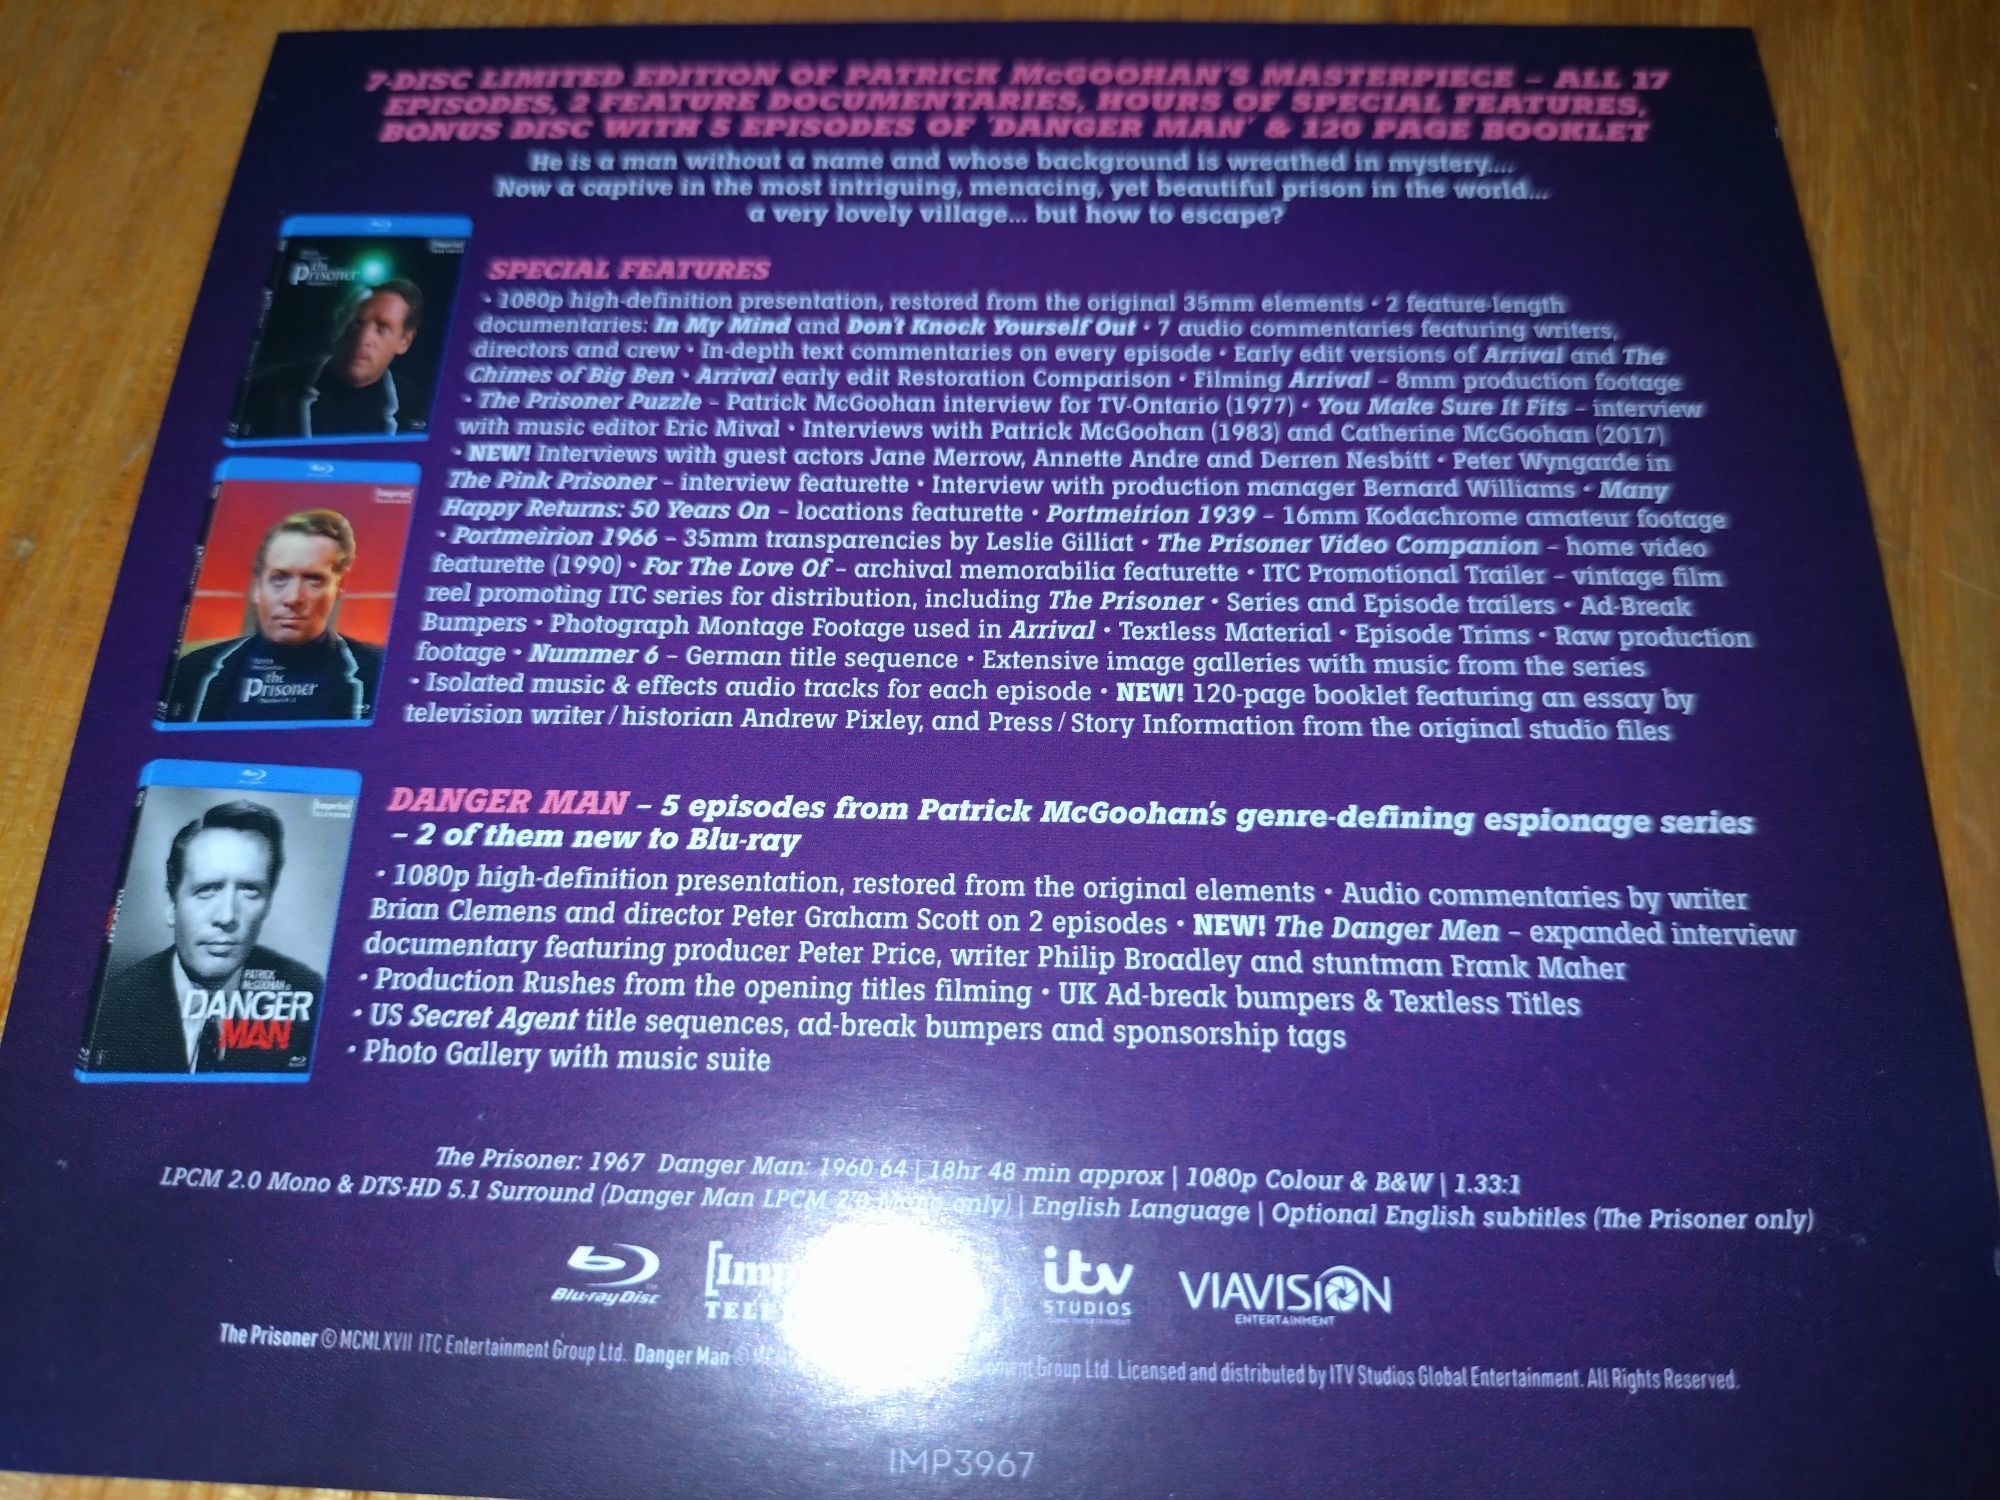 7-DISC LIMITED EDITION OF PATRICK McGOOHAN'S MASTERPIECE – ALL 17
EPISODES, 2 FEATURE DOCUMENTARIES, HOURS OF SPECIAL FEATURES,
BONUS DISC WITH 5 EPISODES OF 'DANGER MAN' & 120 PAGE BOOKLET
He is a man without a name and whose background is wreathed in mystery....
Now a captive in the most intriguing, menacing, yet beautiful prison in the world...
a very lovely village... but how to escape?
the Prisoner
SPECIAL FEATURES
• 1080p high-definition presentation, restored from the original 35mm elements • 2 feature-length
documentaries: In My Mind and Don't Knock Yourself Out • 7 audio commentaries featuring writers,
directors and crew • In-depth text commentaries on every episode • Early edit versions of Arrival and The
Chimes of Big Ben • Arrival early edit Restoration Comparison • Filming Arrival – 8mm production footage
• The Prisoner Puzzle – Patrick McGoohan interview for TV-Ontario (1977) • You Make Sure It Fits – interview
with music editor Eric Mival • Interviews with Patrick McGoohan (1983) and Catherine McGoohan (2017)
• NEW! Interviews with guest actors Jane Merrow, Annette Andre and Derren Nesbitt • Peter Wyngarde in
The Pink Prisoner – interview featurette • Interview with production manager Bernard Williams • Many
Happy Returns: 50 Years On – locations featurette • Portmeirion 1939 – 16mm Kodachrome amateur footage
• Portmeirion 1966 – 35mm transparencies by Leslie Gilliat • The Prisoner Video Companion – home video
featurette (1990) • For The Love Of – archival memorabilia featurette • ITC Promotional Trailer – vintage film
reel promoting ITC series for distribution, including The Prisoner • Series and Episode trailers • Ad-Break
Bumpers • Photograph Montage Footage used in Arrival • Textless Material • Episode Trims • Raw production
footage • Nummer 6 – German title sequence • Extensive image galleries with music from the series
• Isolated music & effects audio tracks for each episode • NEW! 120-page booklet featuring an essay by
television writer / historian Andrew Pixley, and Press / Story Information from the original studio files
the Prisoner
DANGER MAN – 5 episodes from Patrick McGoohan's genre-defining espionage series
– 2 of them new to Blu-ray
• 1080p high-definition presentation, restored from the original elements • Audio commentaries by writer
Brian Clemens and director Peter Graham Scott on 2 episodes • NEW! The Danger Men – expanded interview
documentary featuring producer Peter Price, writer Philip Broadley and stuntman Frank Maher
• Production Rushes from the opening titles filming • UK Ad-break bumpers & Textless Titles
• US Secret Agent title sequences, ad-break bumpers and sponsorship tags
• Photo Gallery with music suite
PATRICK
McGOOHAN
DANGER
MAN
The Prisoner: 1967 Danger Man: 1960-64 | 18hr 48 min approx | 1080p Colour & B&W | 1.33:1
LPCM 2.0 Mono & DTS-HD 5.1 Surround (Danger Man LPCM 2.0 Mono only) | English Language | Optional English subtitles (The Prisoner only)
Blu-ray Disc
itv
STUDIOS
VIAVISION
ENTERTAINMENT
The Prisoner © MCMLXVII ITC Entertainment Group Ltd. Danger Man © Group Ltd. Licensed and distributed by ITV Studios Global Entertainment. All Rights Reserved.
IMP3967